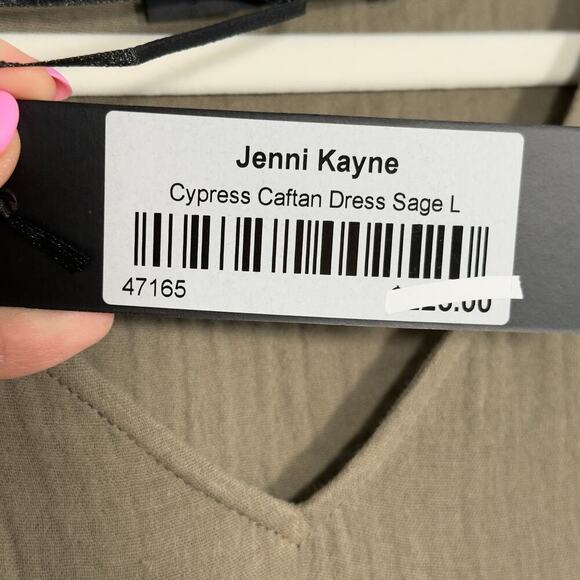 Jenni Kayne
Cypress Caftan Dress Sage L
47165